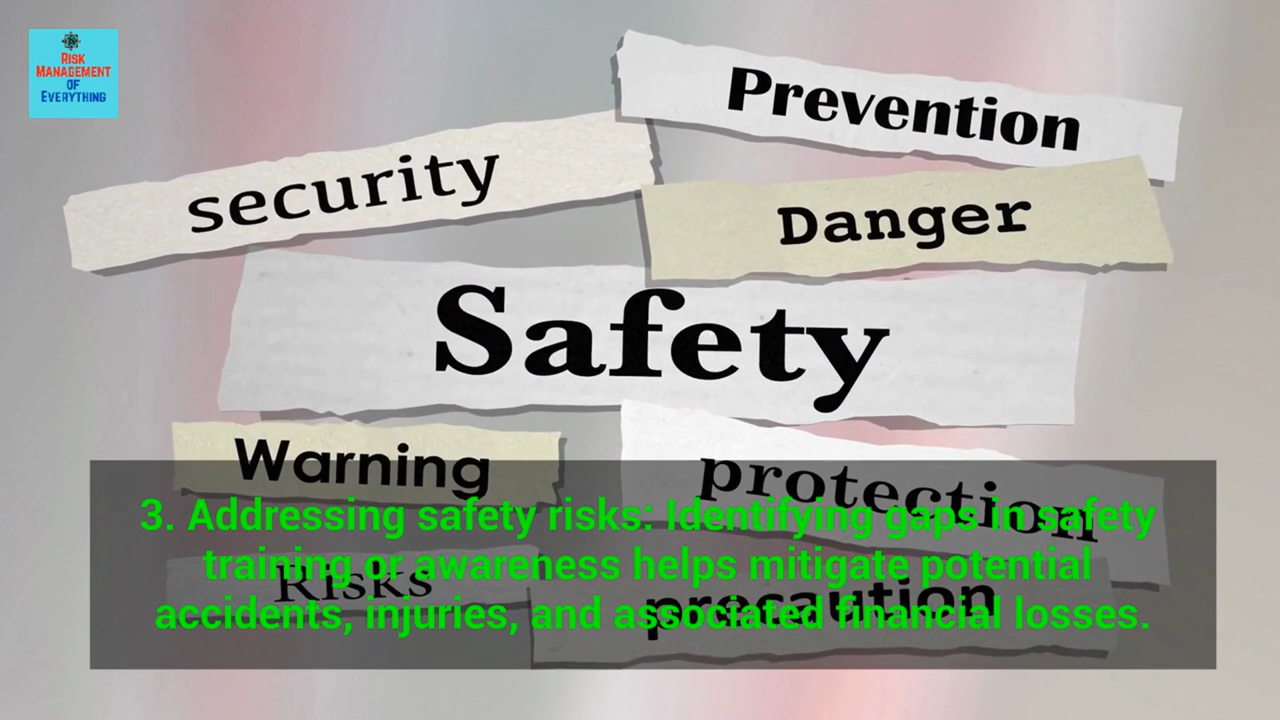 Risk
Management
of
Everything
Prevention
security
Danger
Safety
Warning
protection
Risks
precaution
3. Addressing safety risks: Identifying gaps in safety
training or awareness helps mitigate potential
accidents, injuries, and associated financial losses.